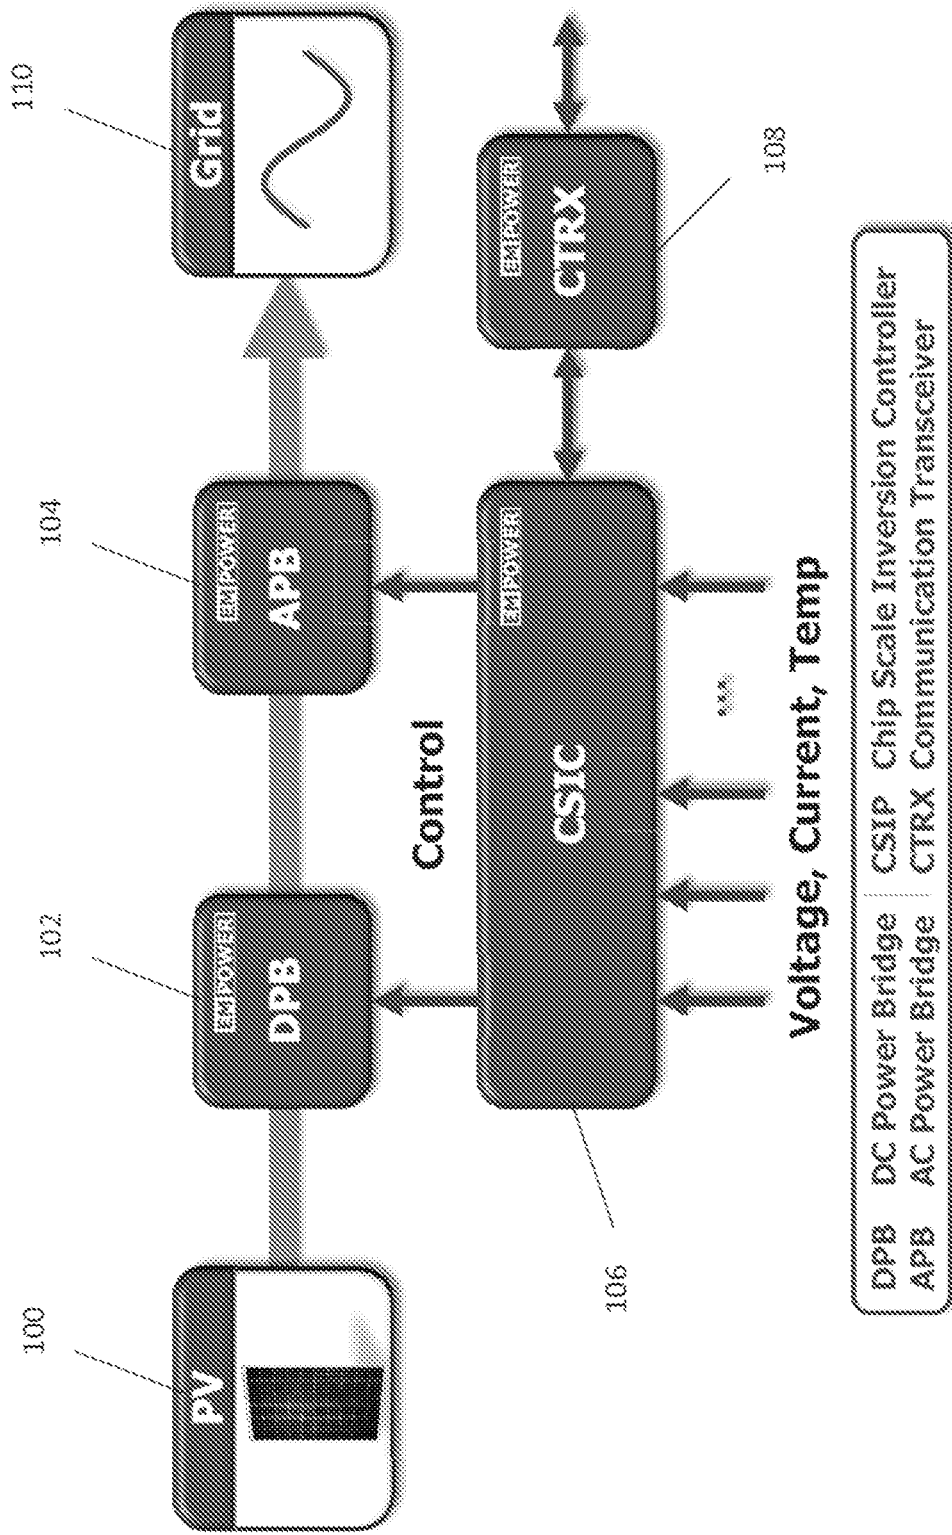 100
102
104
110
PV
EMPOWER
DPB
EMPOWER
APB
Grid
Control
EMPOWER
CSIC
EMPOWER
CTRX
106
108
...
Voltage, Current, Temp
DPB DC Power Bridge CSIP Chip Scale Inversion Controller
APB AC Power Bridge CTRX Communication Transceiver